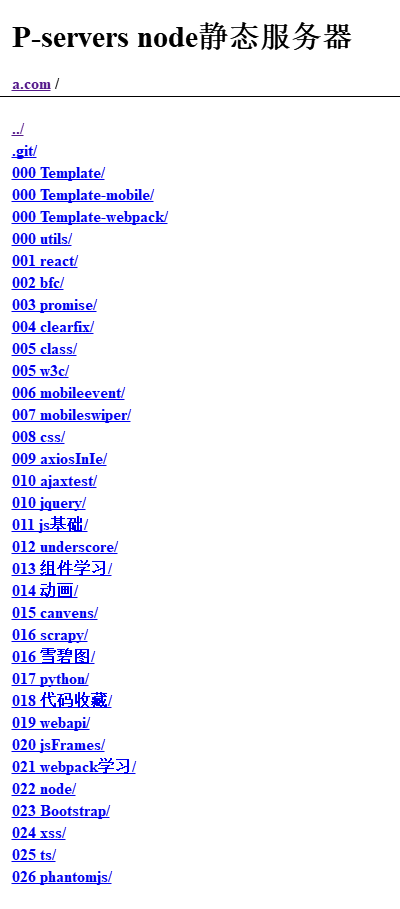 P-servers node静态服务器
a.com /
../
.git/
000 Template/
000 Template-mobile/
000 Template-webpack/
000 utils/
001 react/
002 bfc/
003 promise/
004 clearfix/
005 class/
005 w3c/
006 mobileevent/
007 mobileswiper/
008 css/
009 axiosInIe/
010 ajaxtest/
010 jquery/
011 js基础/
012 underscore/
013 组件学习/
014 动画/
015 canvens/
016 scrapy/
016 雪碧图/
017 python/
018 代码收藏/
019 webapi/
020 jsFrames/
021 webpack学习/
022 node/
023 Bootstrap/
024 xss/
025 ts/
026 phantomjs/